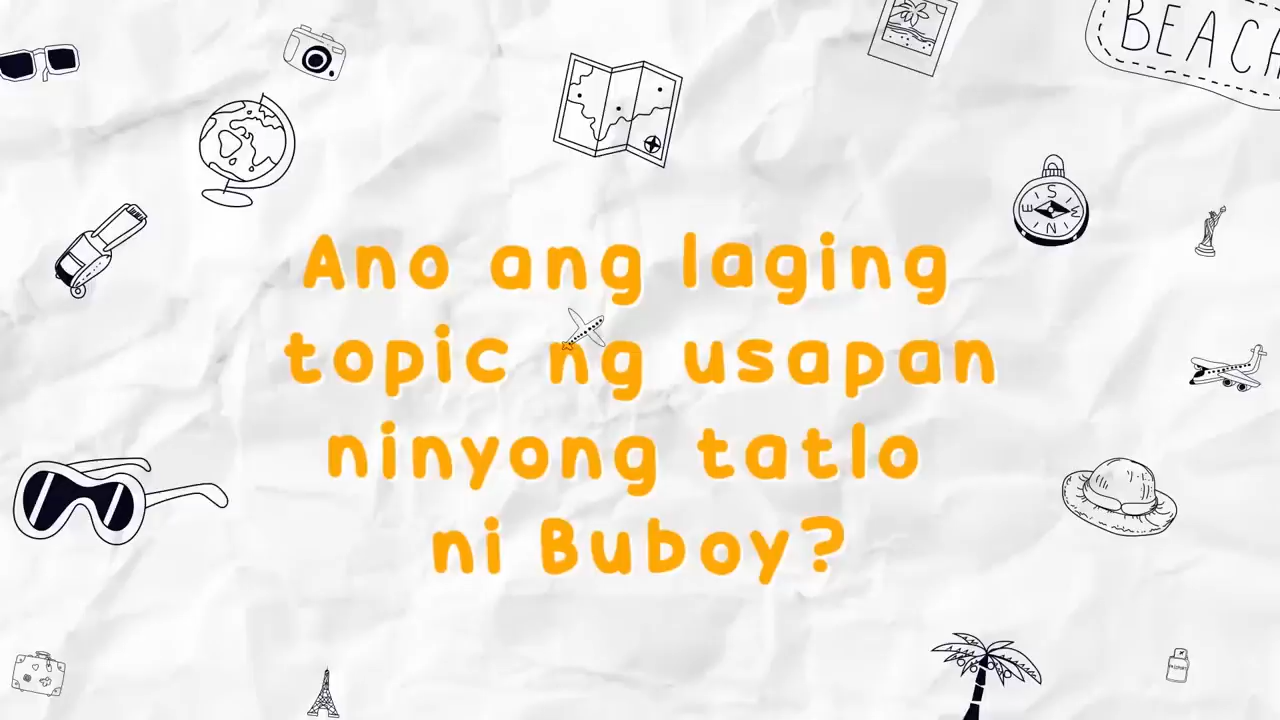 BEACH
Ano ang laging
topic ng usapan
ninyong tatlo
ni Buboy?